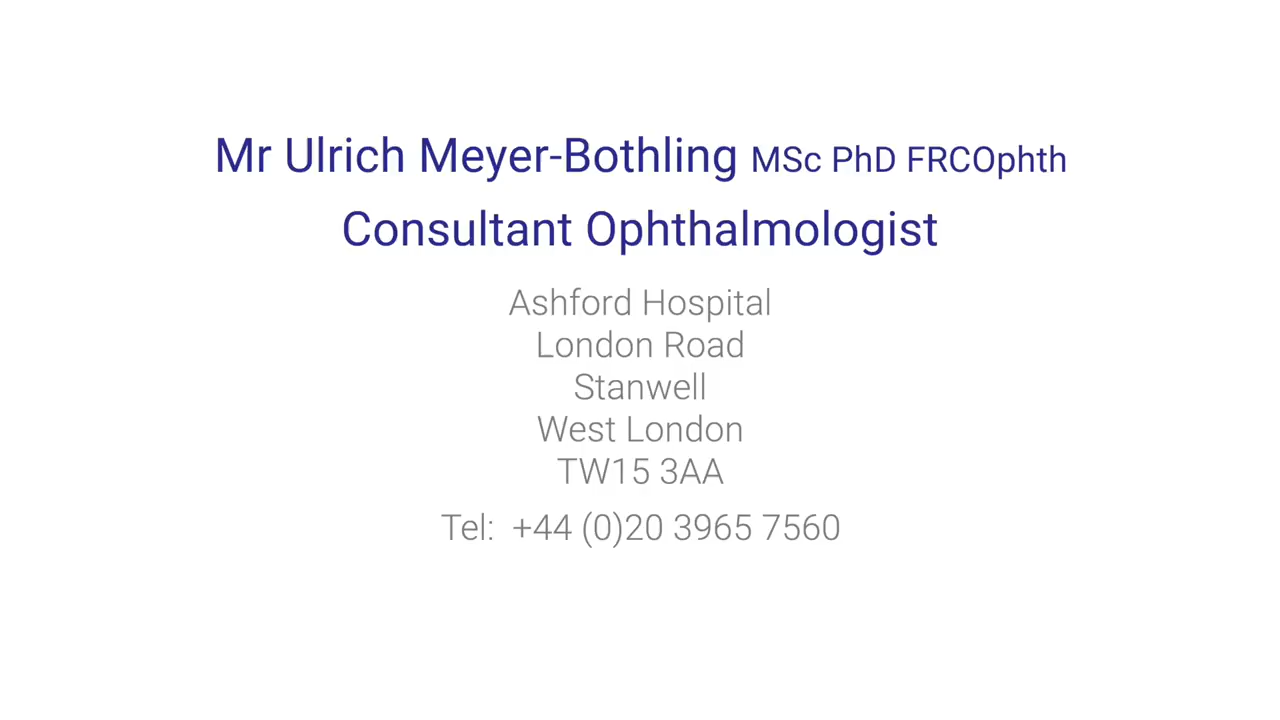 Mr Ulrich Meyer-Bothling MSc PhD FRCOphth
Consultant Ophthalmologist
Ashford Hospital
London Road
Stanwell
West London
TW15 3AA
Tel: +44 (0)20 3965 7560